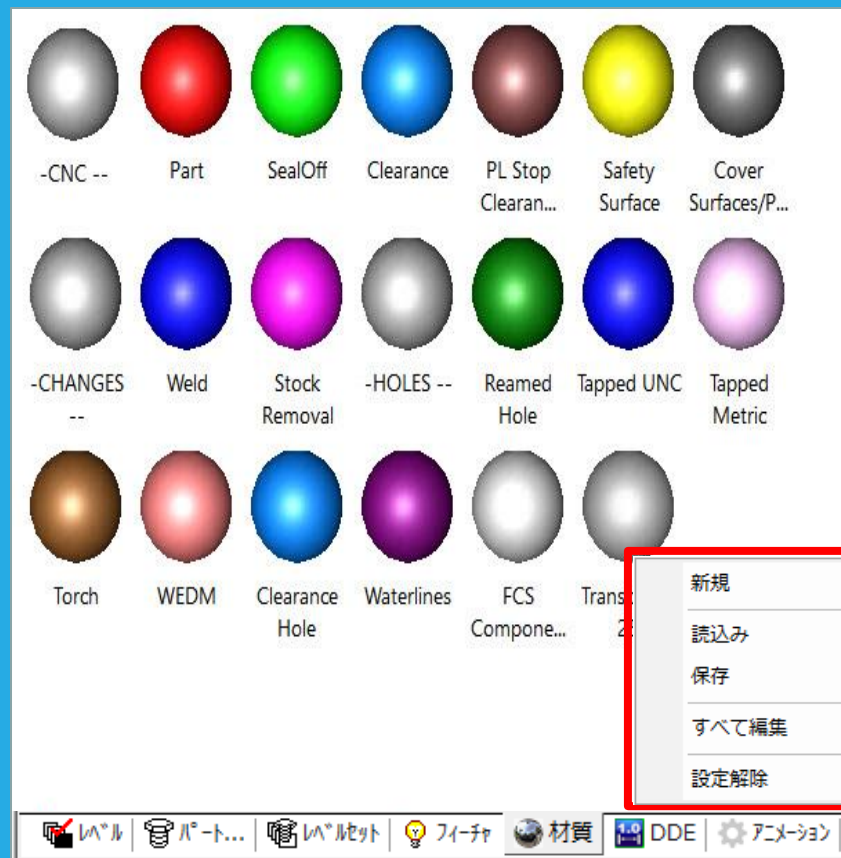 -CNC -- Part SealOff Clearance PL Stop Clearan... Safety Surface Cover Surfaces/P...
-CHANGES -- Weld Stock Removal -HOLES -- Reamed Hole Tapped UNC Tapped Metric
Torch WEDM Clearance Hole Waterlines FCS Compone...
新規
読込み
保存
すべて編集
設定解除
ﾚﾍﾞﾙ ﾊﾟｰﾄ... ﾚﾍﾞﾙｾｯﾄ ﾌｨｰﾁｬ 材質 DDE ｱﾆﾒｰｼｮﾝ